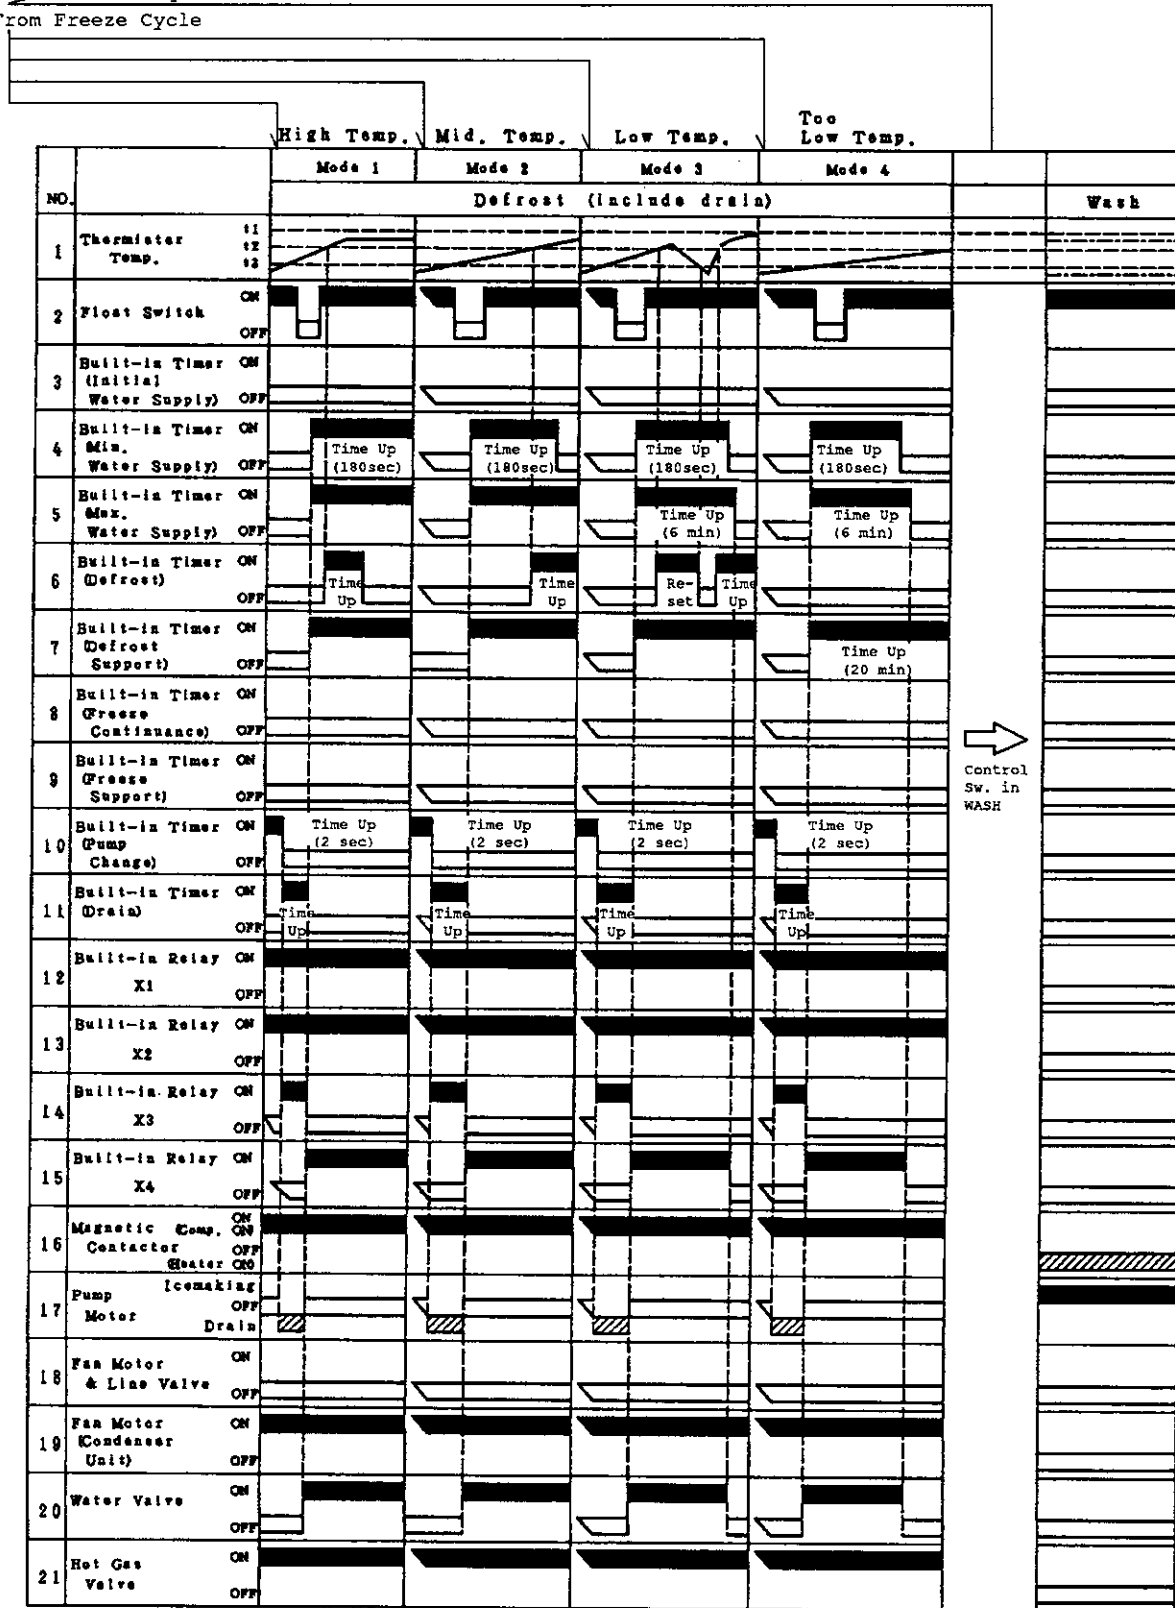 From Freeze Cycle
High Temp. Mid. Temp. Low Temp. Too Low Temp.
Mode 1 Mode 2 Mode 3 Mode 4
NO. Defrost (include drain) Wash
1 Thermister Temp. t1 t2 t3
2 Float Switch ON OFF
3 Built-in Timer (Initial Water Supply) ON OFF
4 Built-in Timer Min. Water Supply) ON OFF
Time Up (180sec) Time Up (180sec) Time Up (180sec) Time Up (180sec)
5 Built-in Timer Max. Water Supply) ON OFF
Time Up (6 min) Time Up (6 min)
6 Built-in Timer (Defrost) ON OFF
Time Up Time Up Re-set Time Up
7 Built-in Timer (Defrost Support) ON OFF
Time Up (20 min)
8 Built-in Timer (Freeze Continuance) ON OFF
9 Built-in Timer (Freeze Support) ON OFF
Control Sw. in WASH
10 Built-in Timer (Pump Change) ON OFF
Time Up (2 sec) Time Up (2 sec) Time Up (2 sec) Time Up (2 sec)
11 Built-in Timer (Drain) ON OFF
Time Up Time Up Time Up Time Up
12 Built-in Relay X1 ON OFF
13 Built-in Relay X2 ON OFF
14 Built-in Relay X3 ON OFF
15 Built-in Relay X4 ON OFF
16 Magnetic Contactor (Comp. ON) OFF (Heater ON)
17 Pump Motor Icemaking OFF Drain
18 Fan Motor & Line Valve ON OFF
19 Fan Motor (Condenser Unit) ON OFF
20 Water Valve ON OFF
21 Hot Gas Valve ON OFF